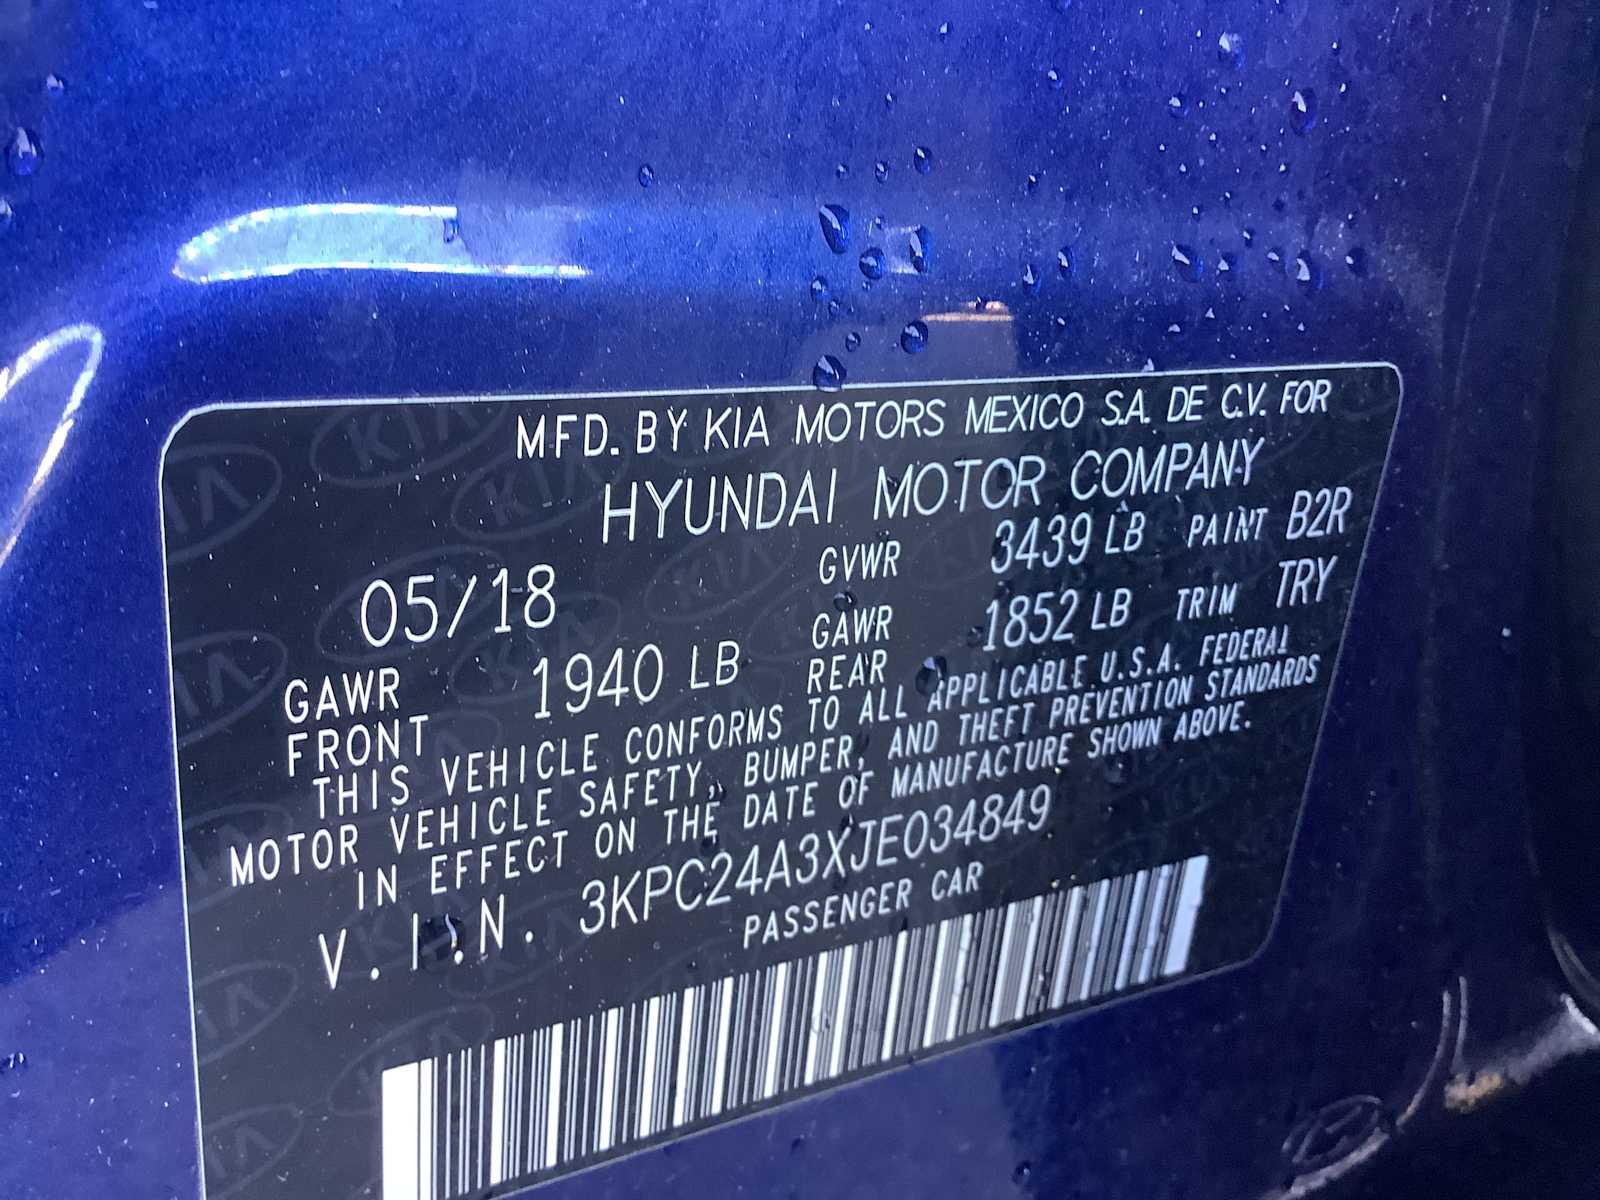 MFD. BY KIA MOTORS MEXICO S.A. DE C.V. FOR
HYUNDAI MOTOR COMPANY
05/18 GVWR 3439 LB PAINT B2R
GAWR FRONT 1940 LB GAWR REAR 1852 LB TRIM TRY
THIS VEHICLE CONFORMS TO ALL APPLICABLE U.S.A. FEDERAL
MOTOR VEHICLE SAFETY, BUMPER, AND THEFT PREVENTION STANDARDS
IN EFFECT ON THE DATE OF MANUFACTURE SHOWN ABOVE.
V.I.N. 3KPC24A3XJE034849
PASSENGER CAR